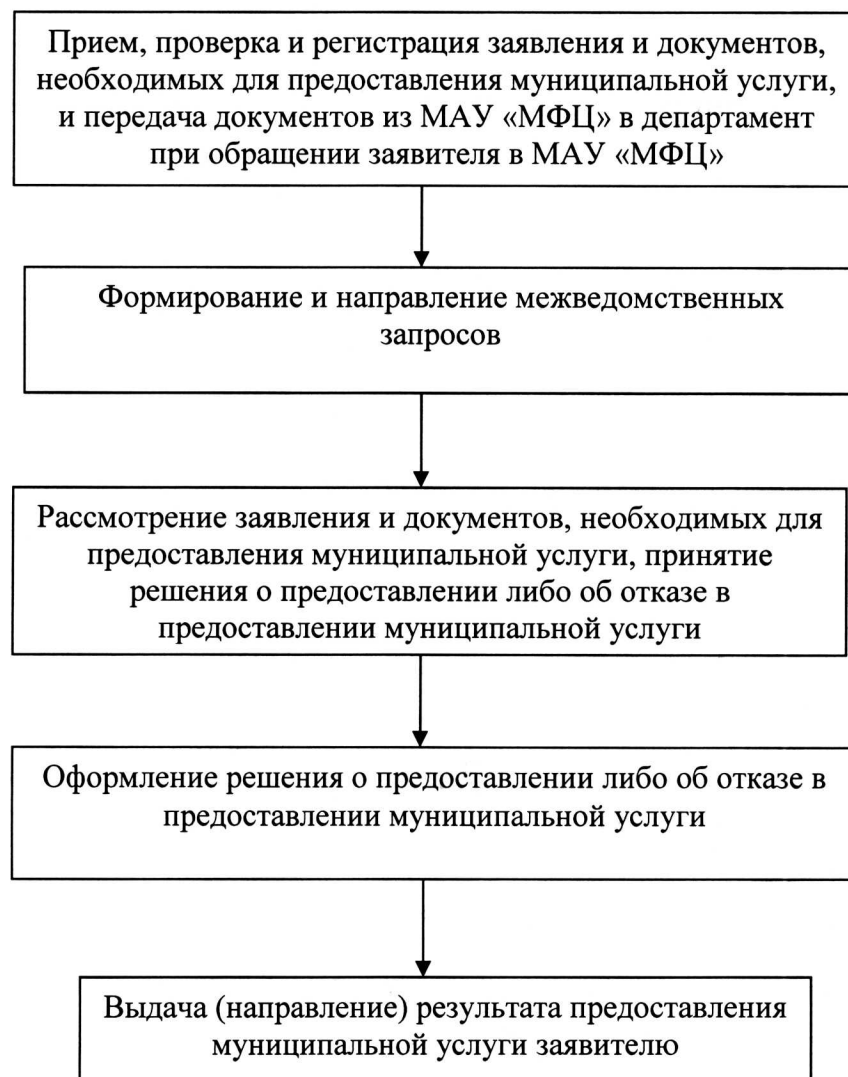 Прием, проверка и регистрация заявления и документов,
необходимых для предоставления муниципальной услуги,
и передача документов из МАУ «МФЦ» в департамент
при обращении заявителя в МАУ «МФЦ»
Формирование и направление межведомственных
запросов
Рассмотрение заявления и документов, необходимых для
предоставления муниципальной услуги, принятие
решения о предоставлении либо об отказе в
предоставлении муниципальной услуги
Оформление решения о предоставлении либо об отказе в
предоставлении муниципальной услуги
Выдача (направление) результата предоставления
муниципальной услуги заявителю